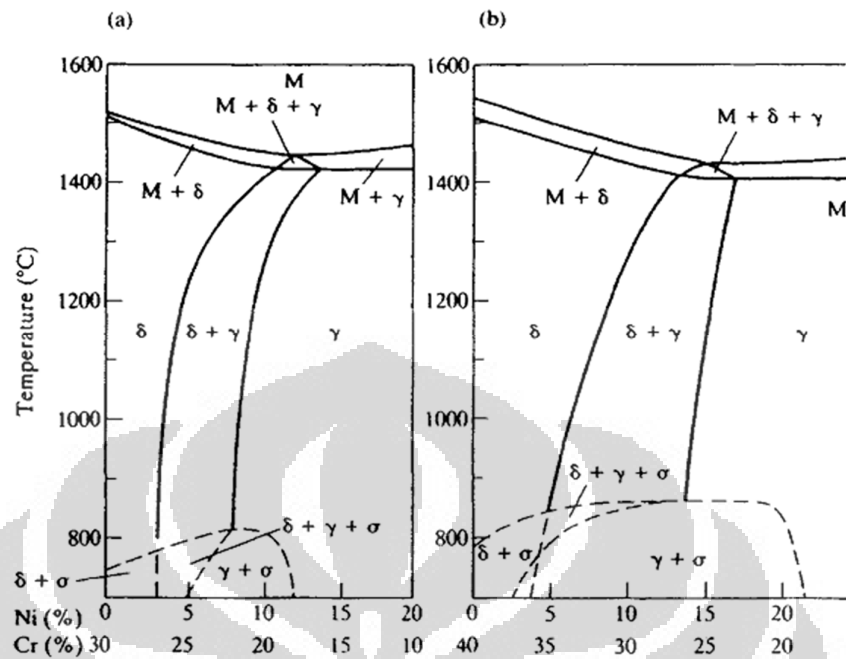 (a) (b)
1600 1600
M
M + δ + γ M + δ + γ
M + δ M + γ M + δ
1400 1400
M
Temperature (°C)
1200 1200
δ δ + γ γ δ δ + γ γ
1000 1000
δ + γ + σ
800 δ + γ + σ 800
δ + σ γ + σ δ + σ γ + σ
Ni (%) 0 5 10 15 20 0 5 10 15 20
Cr (%) 30 25 20 15 10 40 35 30 25 20